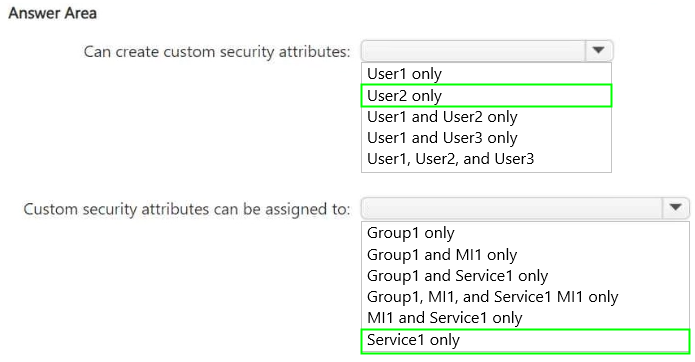 Answer Area
Can create custom security attributes:
User1 only
User2 only
User1 and User2 only
User1 and User3 only
User1, User2, and User3
Custom security attributes can be assigned to:
Group1 only
Group1 and MI1 only
Group1 and Service1 only
Group1, MI1, and Service1 MI1 only
MI1 and Service1 only
Service1 only